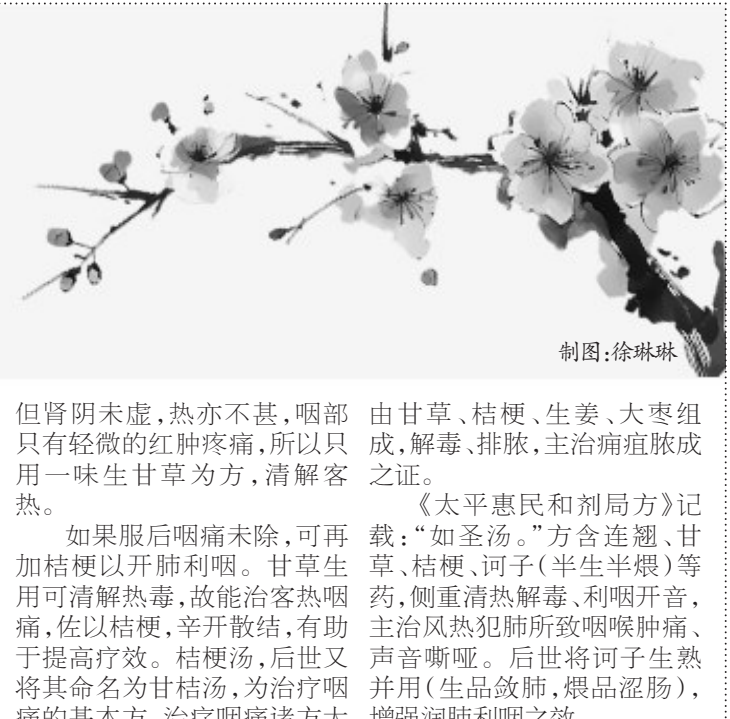 制图:徐琳琳
但肾阴未虚,热亦不甚,咽部
只有轻微的红肿疼痛,所以只
用一味生甘草为方,清解客
热。
如果服后咽痛未除,可再
加桔梗以开肺利咽。甘草生
用可清解热毒,故能治客热咽
痛,佐以桔梗,辛开散结,有助
于提高疗效。桔梗汤,后世又
将其命名为甘桔汤,为治疗咽
痛的基本方,治疗咽痛诸方大
由甘草、桔梗、生姜、大枣组
成,解毒、排脓,主治痈疽脓成
之证。
《太平惠民和剂局方》记
载:“如圣汤。”方含连翘、甘
草、桔梗、诃子(半生半煨)等
药,侧重清热解毒、利咽开音,
主治风热犯肺所致咽喉肿痛、
声音嘶哑。后世将诃子生熟
并用(生品敛肺,煨品涩肠),
增强润肺利咽之效